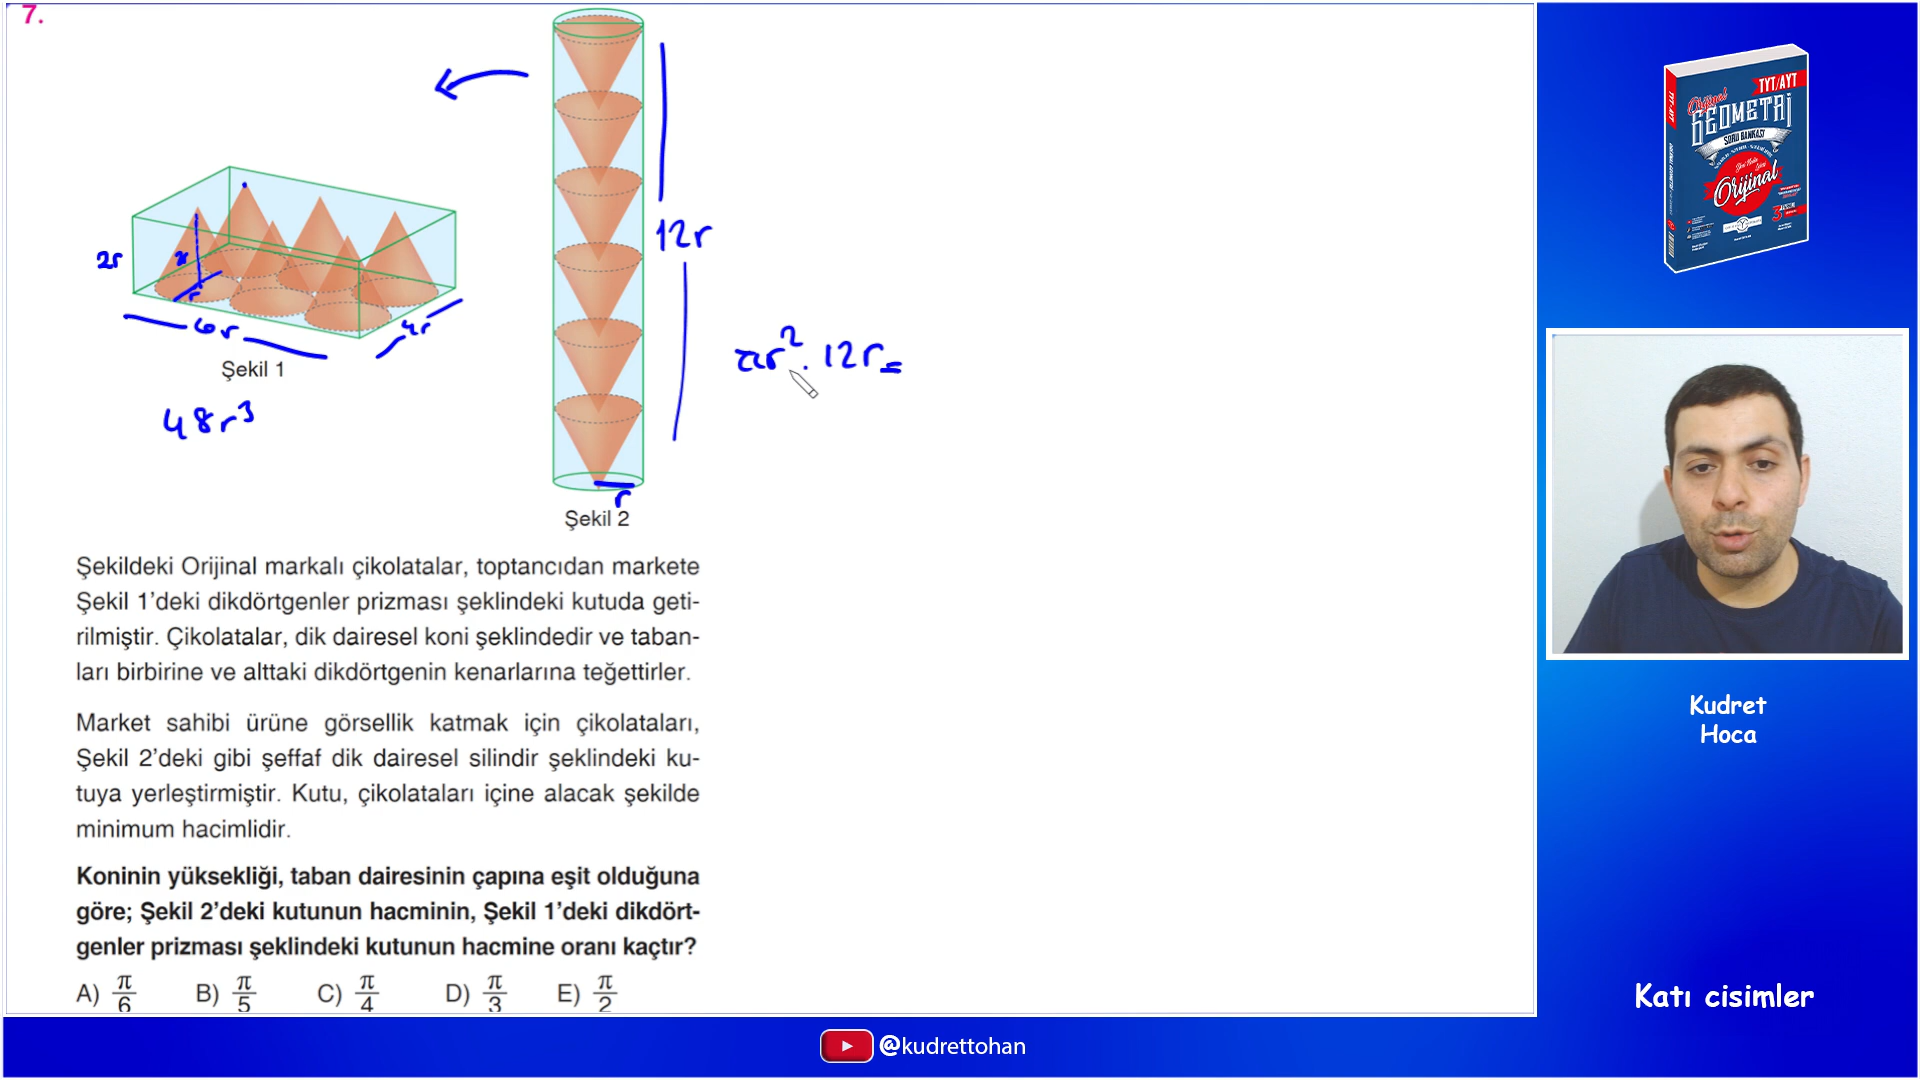 7.
2r
x
r
6r
4r
Şekil 1
48r³
12r
πr². 12r=
r
Şekil 2
Şekildeki Orijinal markalı çikolatalar, toptancıdan markete
Şekil 1’deki dikdörtgenler prizması şeklindeki kutuda geti-
rilmiştir. Çikolatalar, dik dairesel koni şeklindedir ve taban-
ları birbirine ve alttaki dikdörtgenin kenarlarına teğettirler.
Market sahibi ürüne görsellik katmak için çikolataları,
Şekil 2’deki gibi şeffaf dik dairesel silindir şeklindeki ku-
tuya yerleştirmiştir. Kutu, çikolataları içine alacak şekilde
minimum hacimlidir.
Koninin yüksekliği, taban dairesinin çapına eşit olduğuna
göre; Şekil 2’deki kutunun hacminin, Şekil 1’deki dikdört-
genler prizması şeklindeki kutunun hacmine oranı kaçtır?
A) π/6 B) π/5 C) π/4 D) π/3 E) π/2
TYT/AYT
Orijinal
GEOMETRİ
SORU BANKASI
Orijinal
Kudret
Hoca
Katı cisimler
@kudrettohan